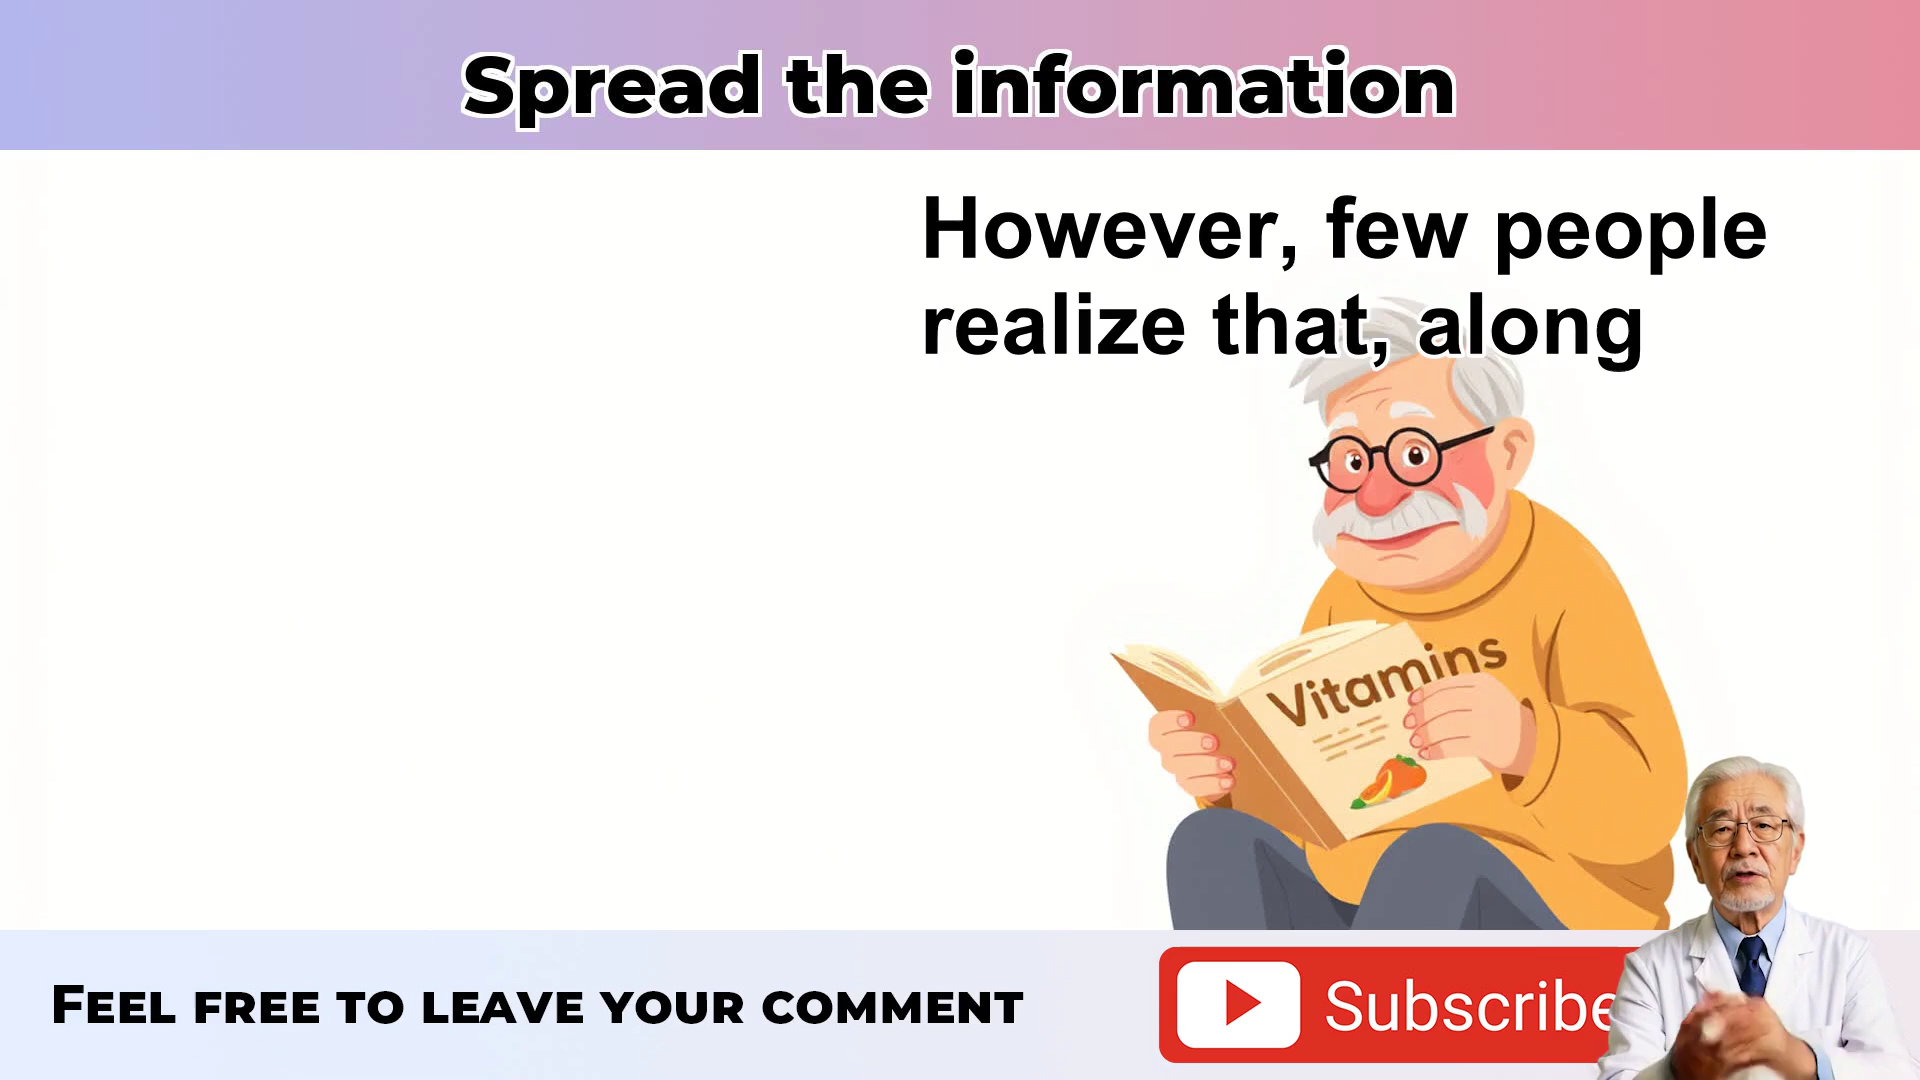 Spread the information
However, few people
realize that, along
Vitamins
FEEL FREE TO LEAVE YOUR COMMENT
Subscribe